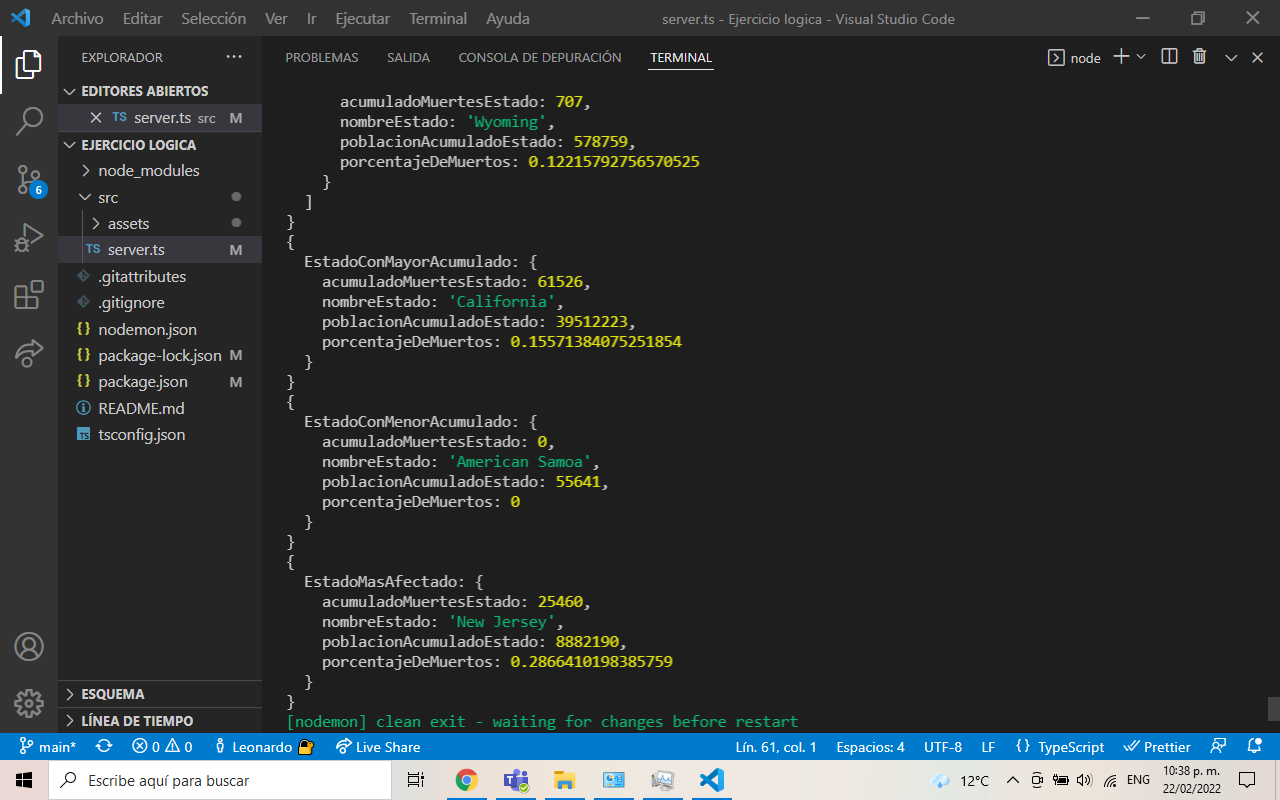 Archivo Editar Selección Ver Ir Ejecutar Terminal Ayuda server.ts - Ejercicio logica - Visual Studio Code
EXPLORADOR ···
EDITORES ABIERTOS
TS server.ts src M
EJERCICIO LOGICA
node_modules
src
assets
TS server.ts M
.gitattributes
.gitignore
{} nodemon.json
{} package-lock.json M
{} package.json M
README.md
TS tsconfig.json
6
ESQUEMA
LÍNEA DE TIEMPO
PROBLEMAS SALIDA CONSOLA DE DEPURACIÓN TERMINAL node
acumuladoMuertesEstado: 707,
nombreEstado: 'Wyoming',
poblacionAcumuladoEstado: 578759,
porcentajeDeMuertos: 0.12215792756570525
}
]
}
{
EstadoConMayorAcumulado: {
acumuladoMuertesEstado: 61526,
nombreEstado: 'California',
poblacionAcumuladoEstado: 39512223,
porcentajeDeMuertos: 0.15571384075251854
}
}
{
EstadoConMenorAcumulado: {
acumuladoMuertesEstado: 0,
nombreEstado: 'American Samoa',
poblacionAcumuladoEstado: 55641,
porcentajeDeMuertos: 0
}
}
{
EstadoMasAfectado: {
acumuladoMuertesEstado: 25460,
nombreEstado: 'New Jersey',
poblacionAcumuladoEstado: 8882190,
porcentajeDeMuertos: 0.2866410198385759
}
}
[nodemon] clean exit - waiting for changes before restart
main* 0 0 Leonardo Live Share Lín. 61, col. 1 Espacios: 4 UTF-8 LF {} TypeScript Prettier
Escribe aquí para buscar 12°C ENG 10:38 p. m.
22/02/2022